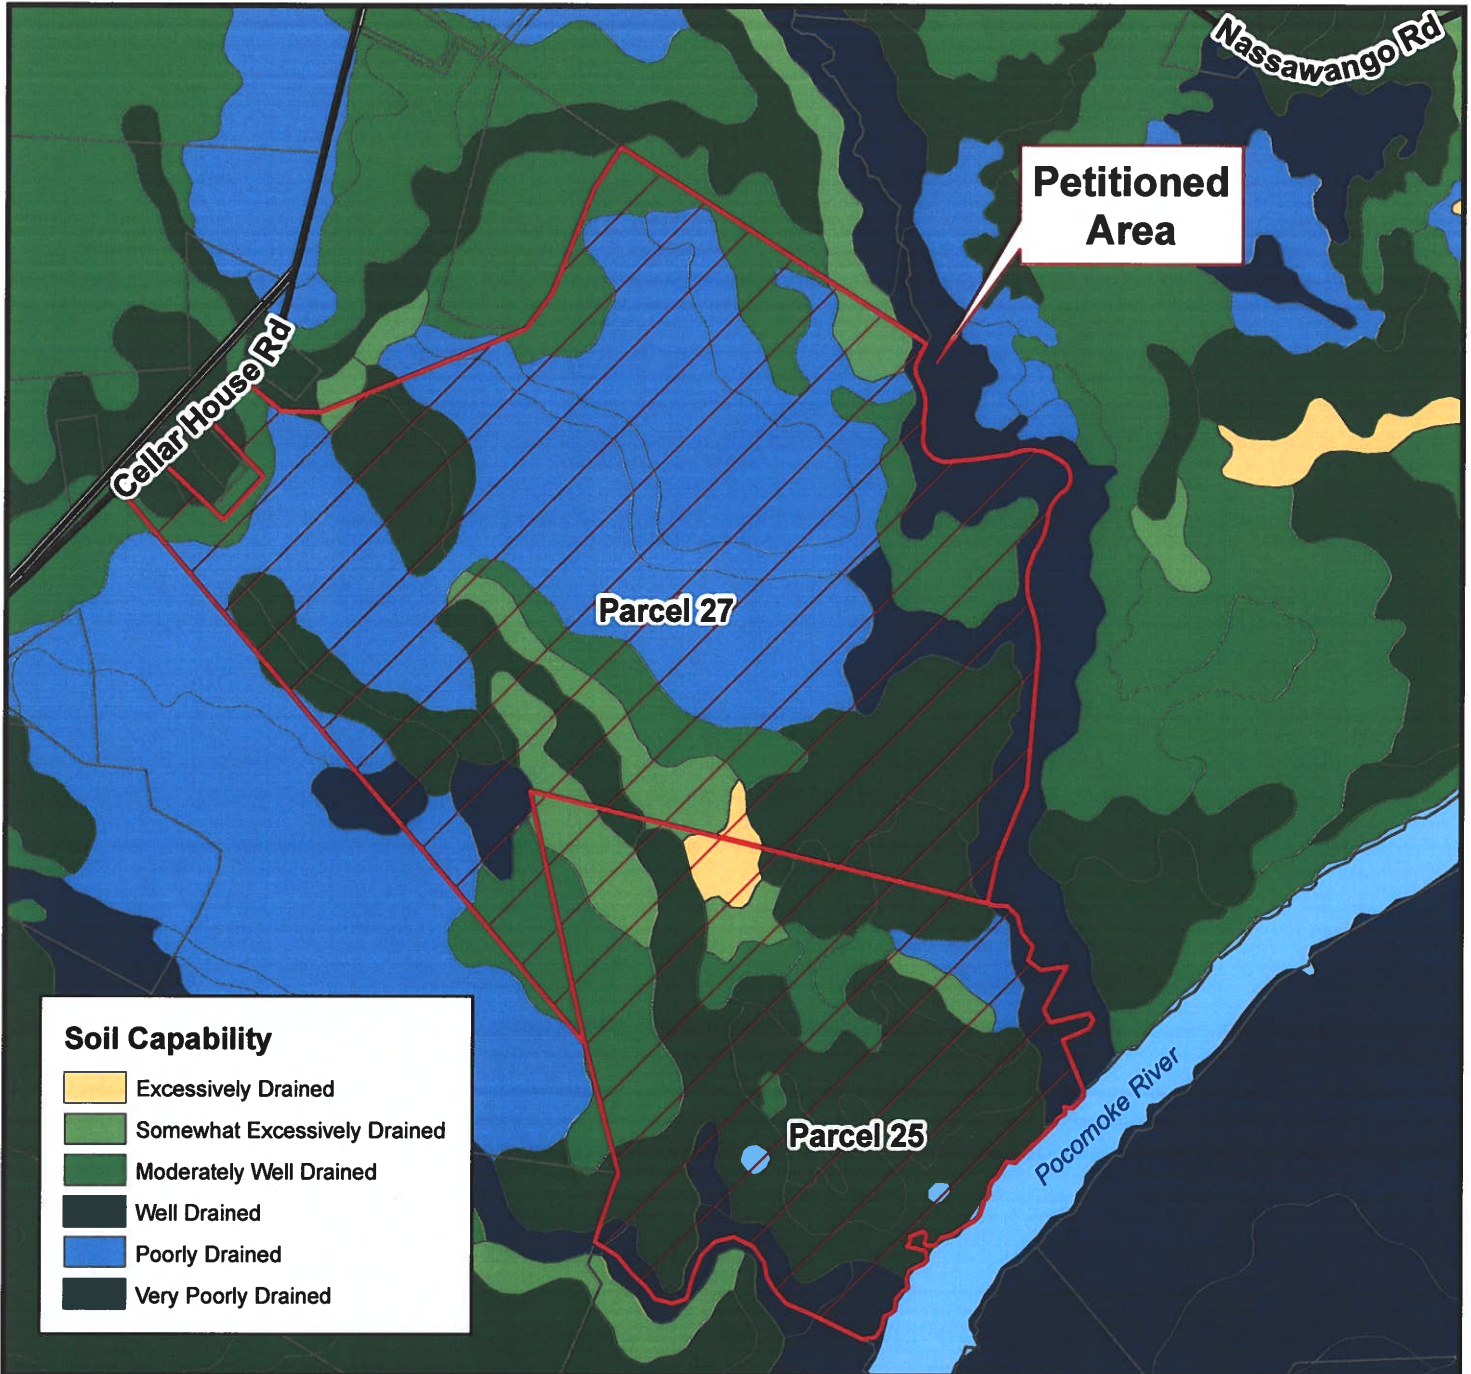 Nassawango Rd
Petitioned
Area
Cellar House Rd
Parcel 27
Parcel 25
Pocomoke River
Soil Capability
Excessively Drained
Somewhat Excessively Drained
Moderately Well Drained
Well Drained
Poorly Drained
Very Poorly Drained